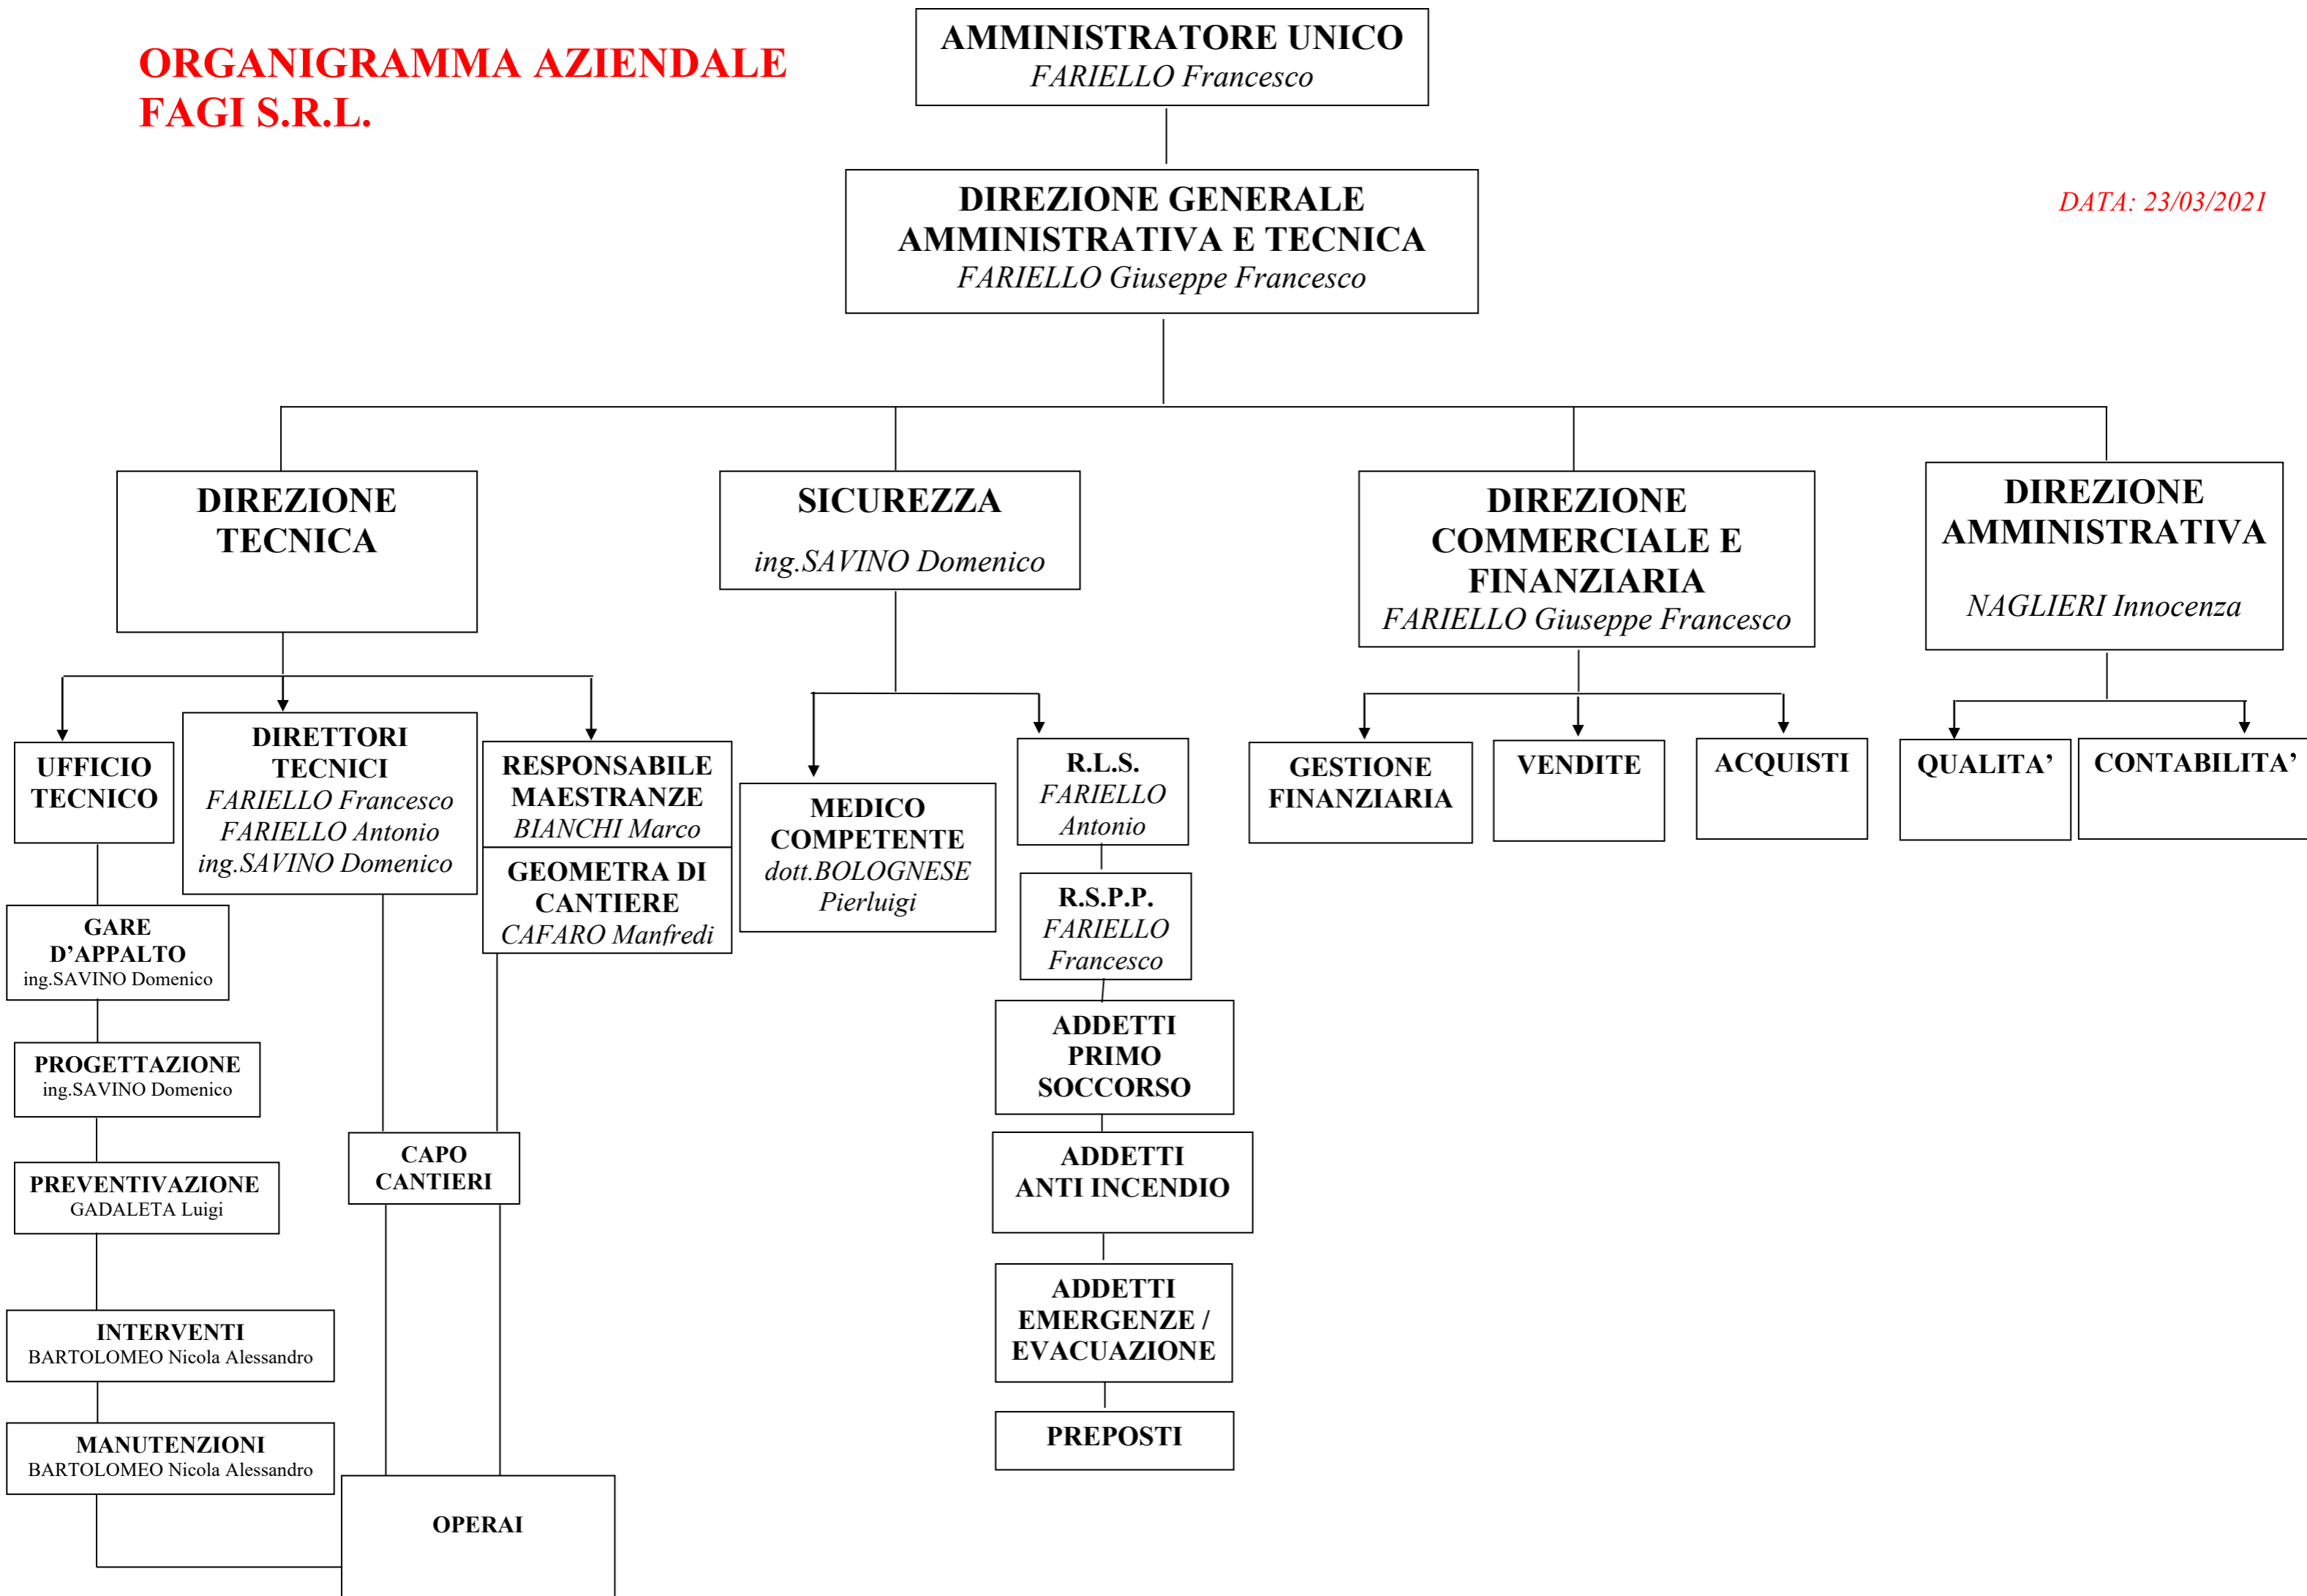 ORGANIGRAMMA AZIENDALE
FAGI S.R.L.
AMMINISTRATORE UNICO
FARIELLO Francesco
DIREZIONE GENERALE
AMMINISTRATIVA E TECNICA
FARIELLO Giuseppe Francesco
DATA: 23/03/2021
DIREZIONE
TECNICA
SICUREZZA
ing.SAVINO Domenico
DIREZIONE
COMMERCIALE E
FINANZIARIA
FARIELLO Giuseppe Francesco
DIREZIONE
AMMINISTRATIVA
NAGLIERI Innocenza
UFFICIO
TECNICO
DIRETTORI
TECNICI
FARIELLO Francesco
FARIELLO Antonio
ing.SAVINO Domenico
RESPONSABILE
MAESTRANZE
BIANCHI Marco
GEOMETRA DI
CANTIERE
CAFARO Manfredi
MEDICO
COMPETENTE
dott.BOLOGNESE
Pierluigi
R.L.S.
FARIELLO
Antonio
R.S.P.P.
FARIELLO
Francesco
GESTIONE
FINANZIARIA
VENDITE
ACQUISTI
QUALITA’
CONTABILITA’
GARE
D’APPALTO
ing.SAVINO Domenico
PROGETTAZIONE
ing.SAVINO Domenico
PREVENTIVAZIONE
GADALETA Luigi
INTERVENTI
BARTOLOMEO Nicola Alessandro
MANUTENZIONI
BARTOLOMEO Nicola Alessandro
CAPO
CANTIERI
OPERAI
ADDETTI
PRIMO
SOCCORSO
ADDETTI
ANTI INCENDIO
ADDETTI
EMERGENZE /
EVACUAZIONE
PREPOSTI